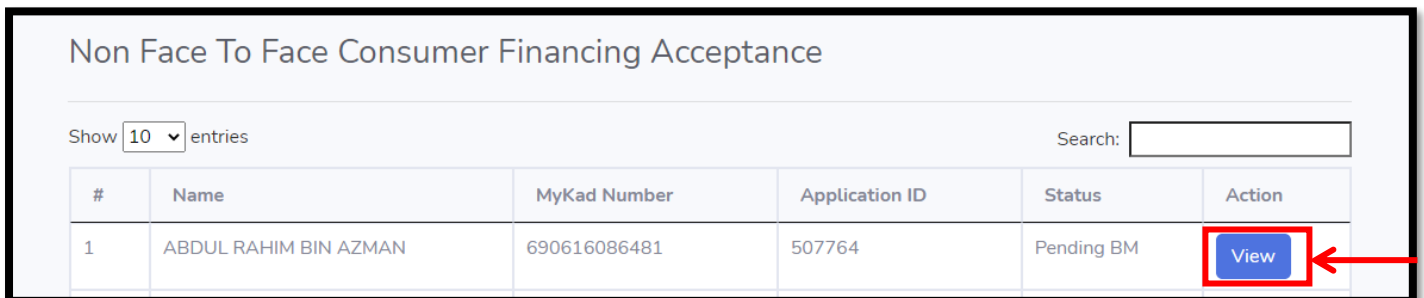 Non Face To Face Consumer Financing Acceptance
Show 10 entries Search:
# Name MyKad Number Application ID Status Action
1 ABDUL RAHIM BIN AZMAN 690616086481 507764 Pending BM View